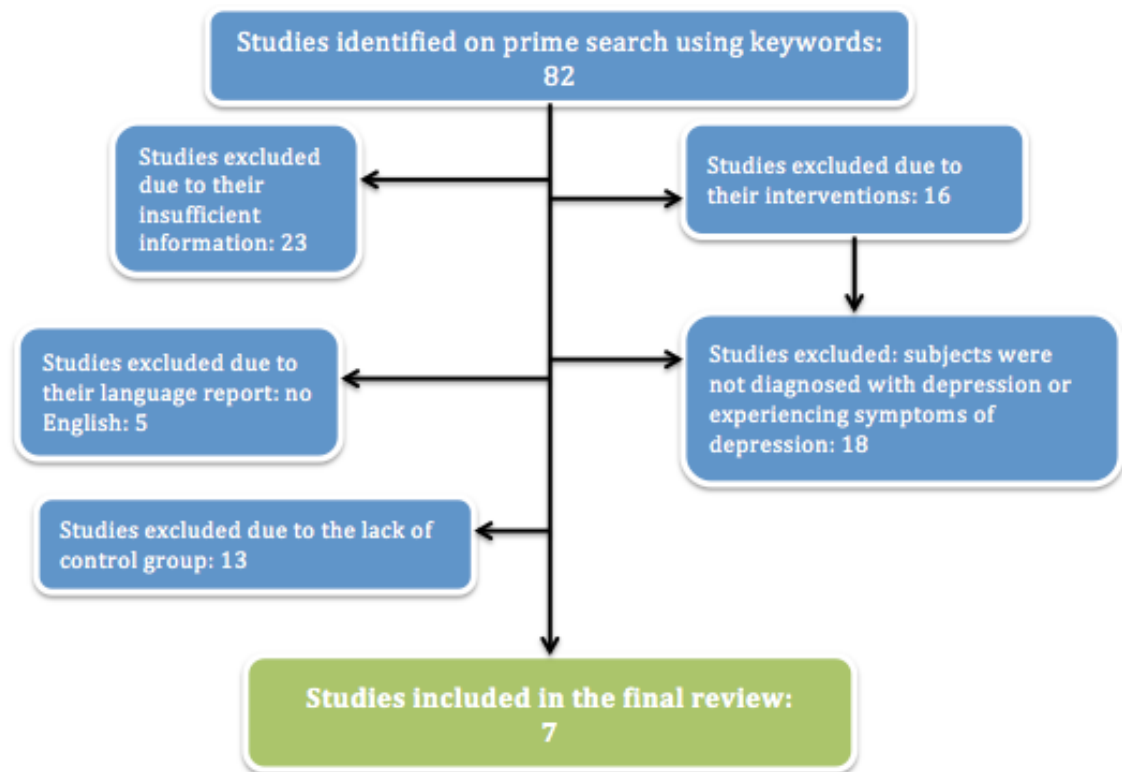 Studies identified on prime search using keywords:
82
Studies excluded
due to their
insufficient
information: 23
Studies excluded due to
their interventions: 16
Studies excluded due to
their language report: no
English: 5
Studies excluded: subjects were
not diagnosed with depression or
experiencing symptoms of
depression: 18
Studies excluded due to the lack of
control group: 13
Studies included in the final review:
7